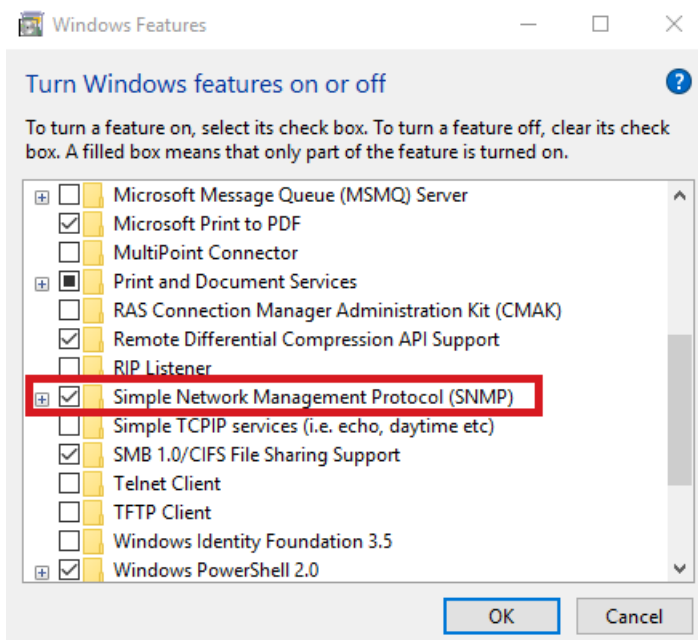 Windows Features
Turn Windows features on or off
?
To turn a feature on, select its check box. To turn a feature off, clear its check
box. A filled box means that only part of the feature is turned on.
Microsoft Message Queue (MSMQ) Server
Microsoft Print to PDF
MultiPoint Connector
Print and Document Services
RAS Connection Manager Administration Kit (CMAK)
Remote Differential Compression API Support
RIP Listener
Simple Network Management Protocol (SNMP)
Simple TCPIP services (i.e. echo, daytime etc)
SMB 1.0/CIFS File Sharing Support
Telnet Client
TFTP Client
Windows Identity Foundation 3.5
Windows PowerShell 2.0
OK
Cancel